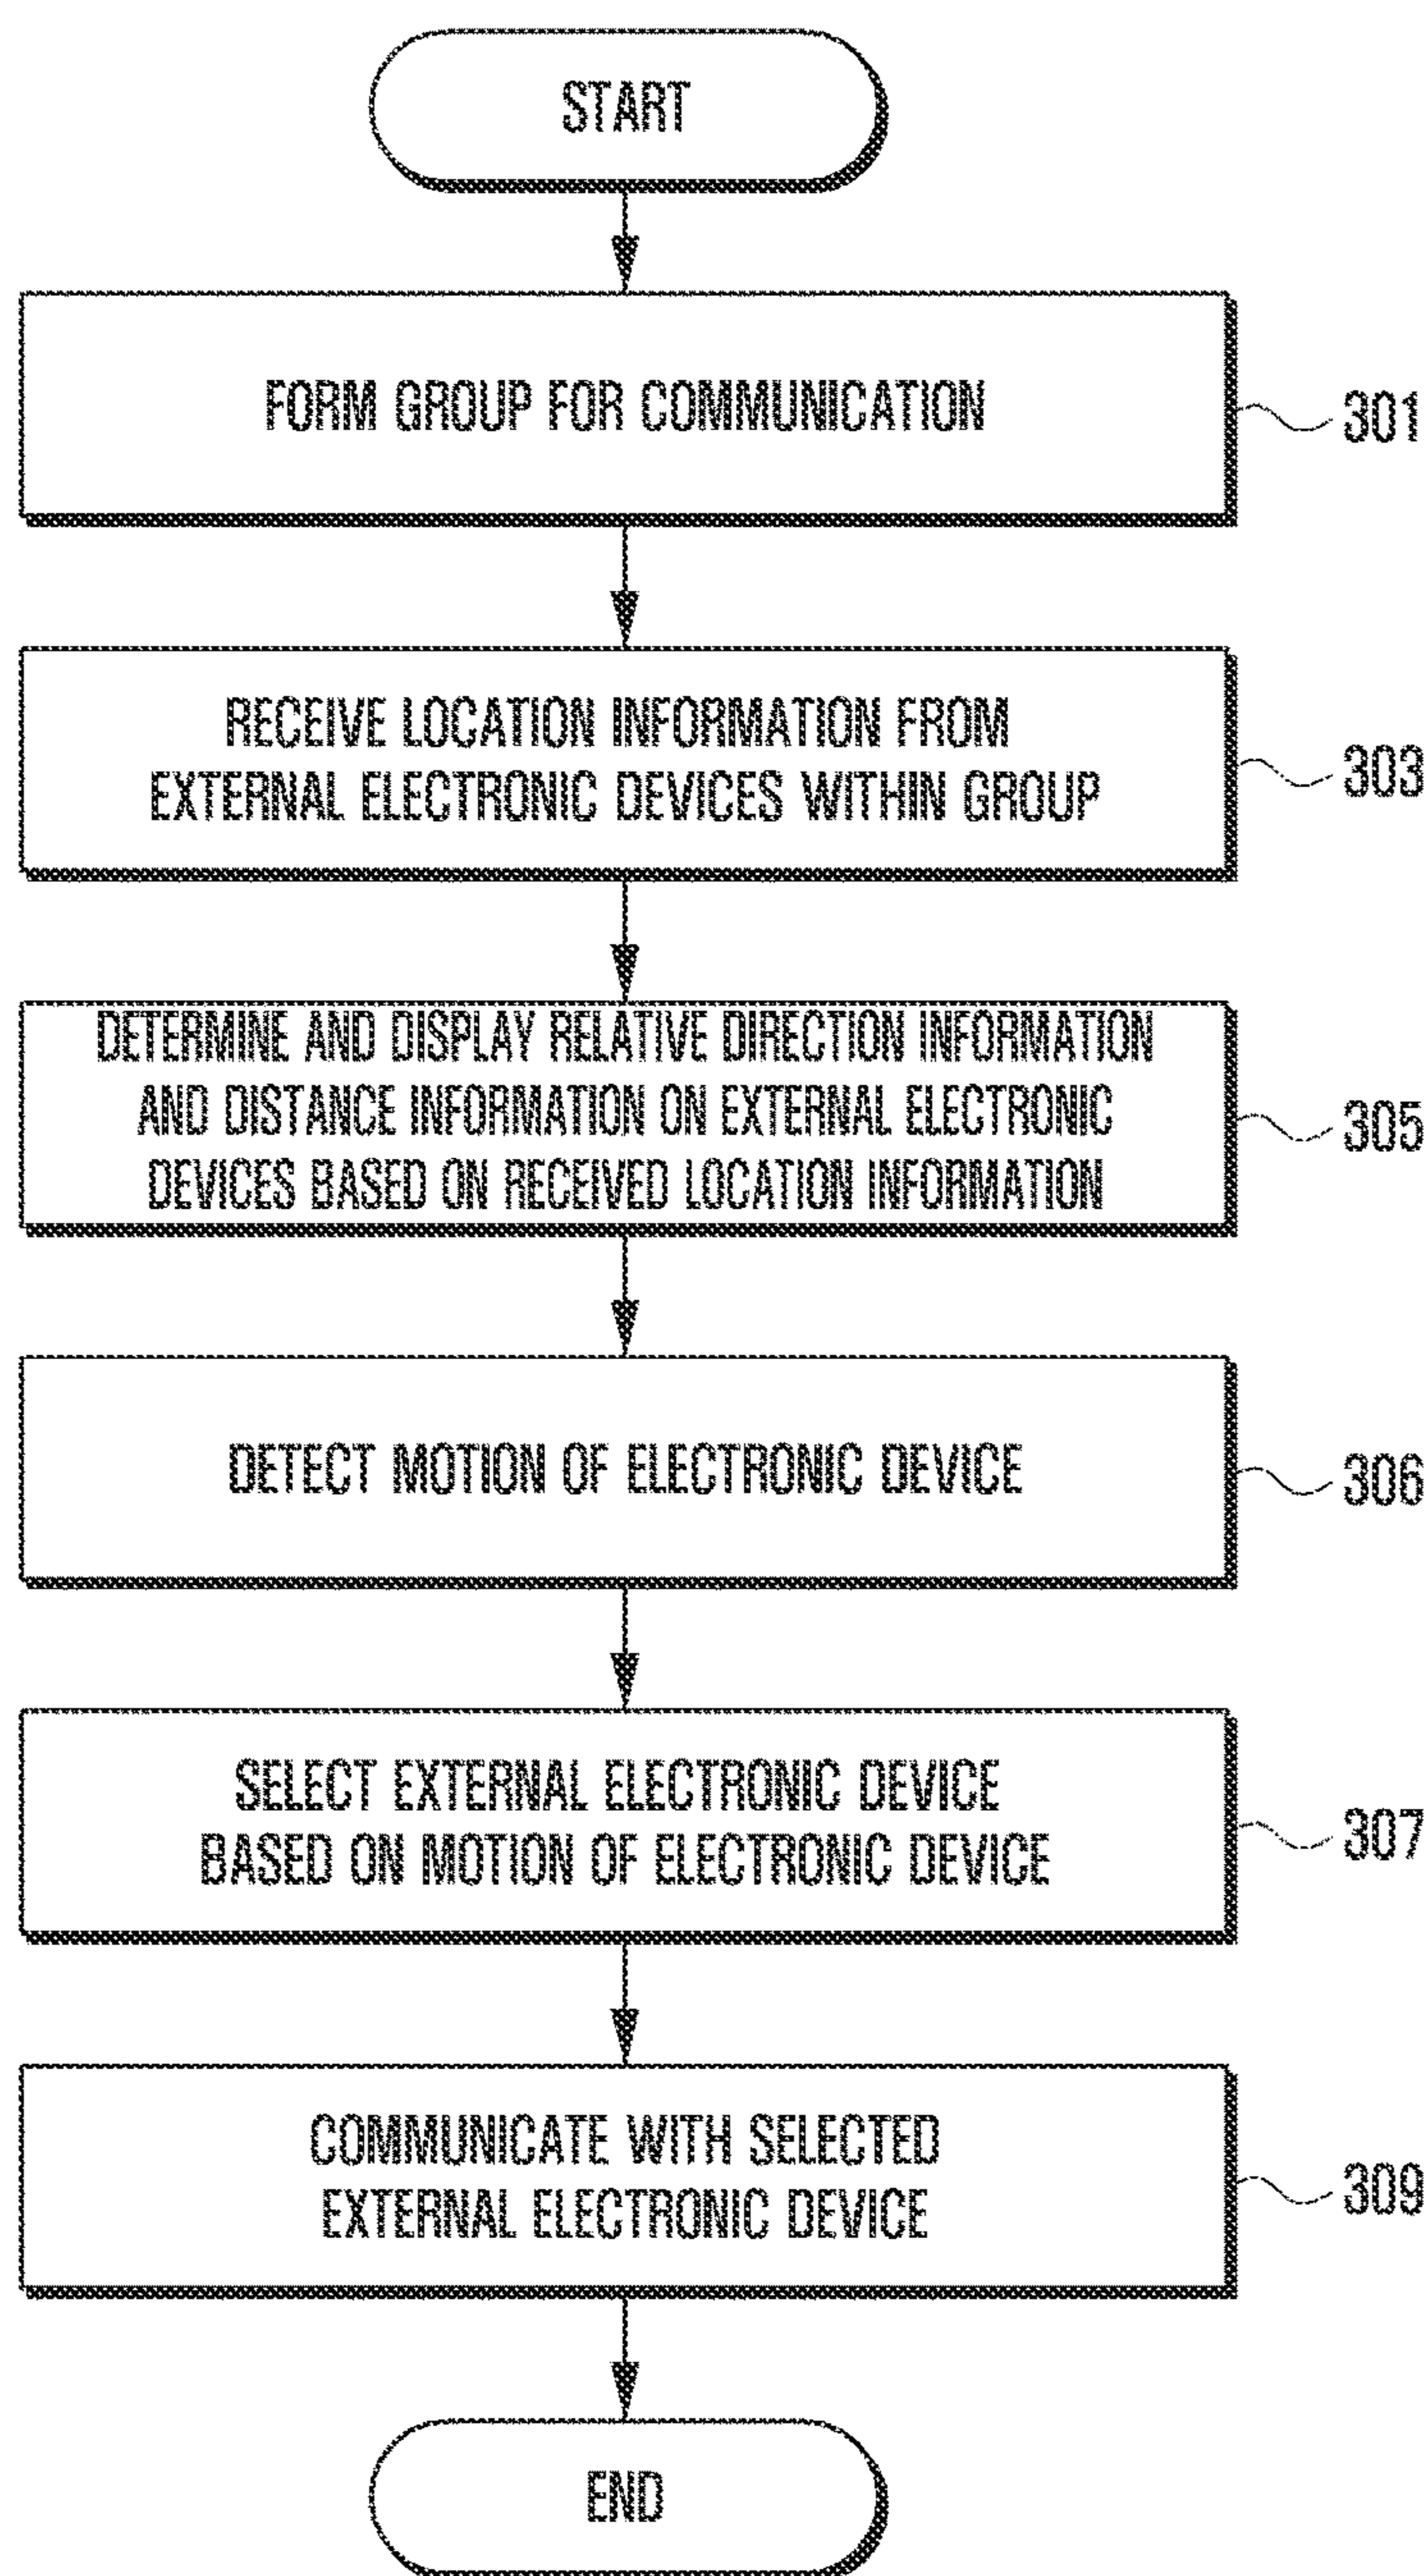 START
FORM GROUP FOR COMMUNICATION
301
RECEIVE LOCATION INFORMATION FROM
EXTERNAL ELECTRONIC DEVICES WITHIN GROUP
303
DETERMINE AND DISPLAY RELATIVE DIRECTION INFORMATION
AND DISTANCE INFORMATION ON EXTERNAL ELECTRONIC
DEVICES BASED ON RECEIVED LOCATION INFORMATION
305
DETECT MOTION OF ELECTRONIC DEVICE
306
SELECT EXTERNAL ELECTRONIC DEVICE
BASED ON MOTION OF ELECTRONIC DEVICE
307
COMMUNICATE WITH SELECTED
EXTERNAL ELECTRONIC DEVICE
309
END